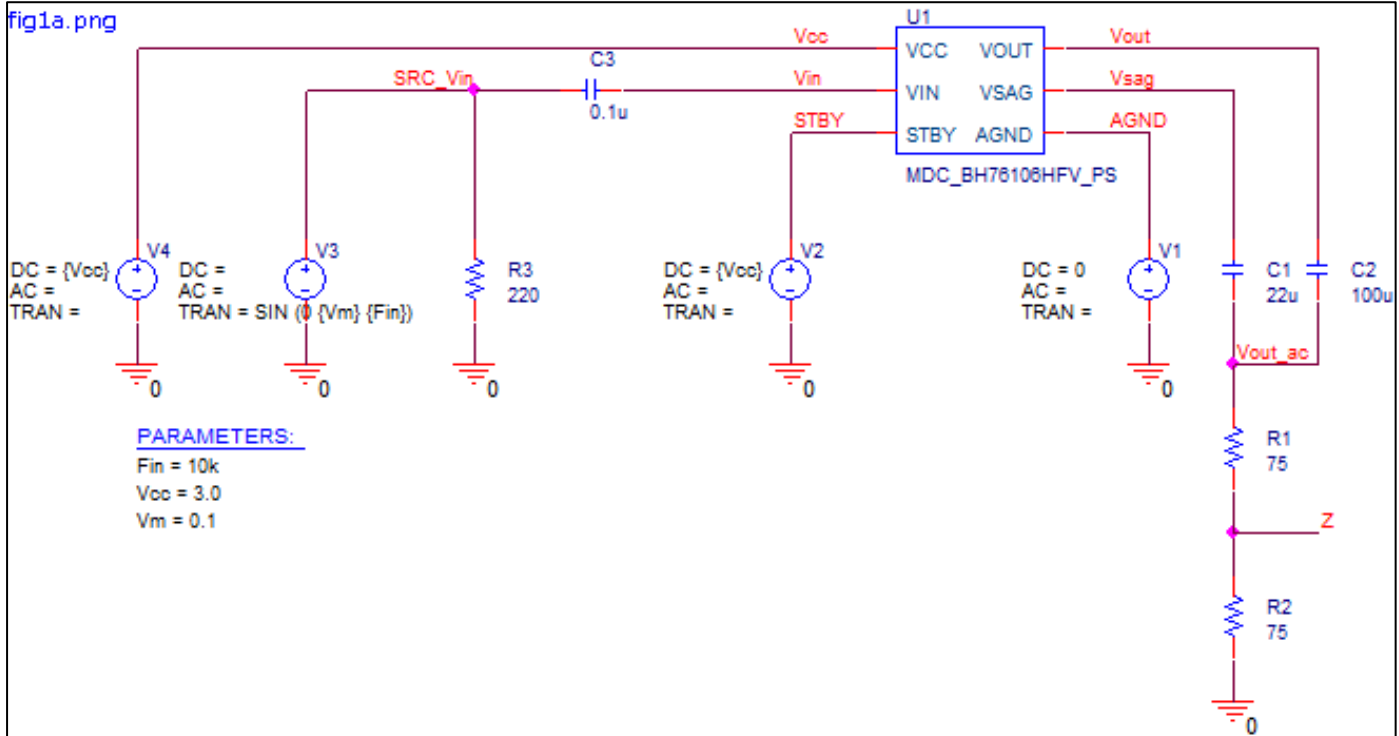 fig1a.png
U1
Vcc
VCC
VOUT
Vout
C3
SRC_Vin
Vin
VIN
VSAG
Vsag
0.1u
STBY
STBY
AGND
AGND
MDC_BH76106HFV_PS
V4
DC = {Vcc}
AC =
TRAN =
0
V3
DC =
AC =
TRAN = SIN (0 {Vm} {Fin})
0
R3
220
0
V2
DC = {Vcc}
AC =
TRAN =
0
V1
DC = 0
AC =
TRAN =
0
C1
22u
C2
100u
Vout_ac
R1
75
Z
R2
75
0
PARAMETERS:
Fin = 10k
Vcc = 3.0
Vm = 0.1